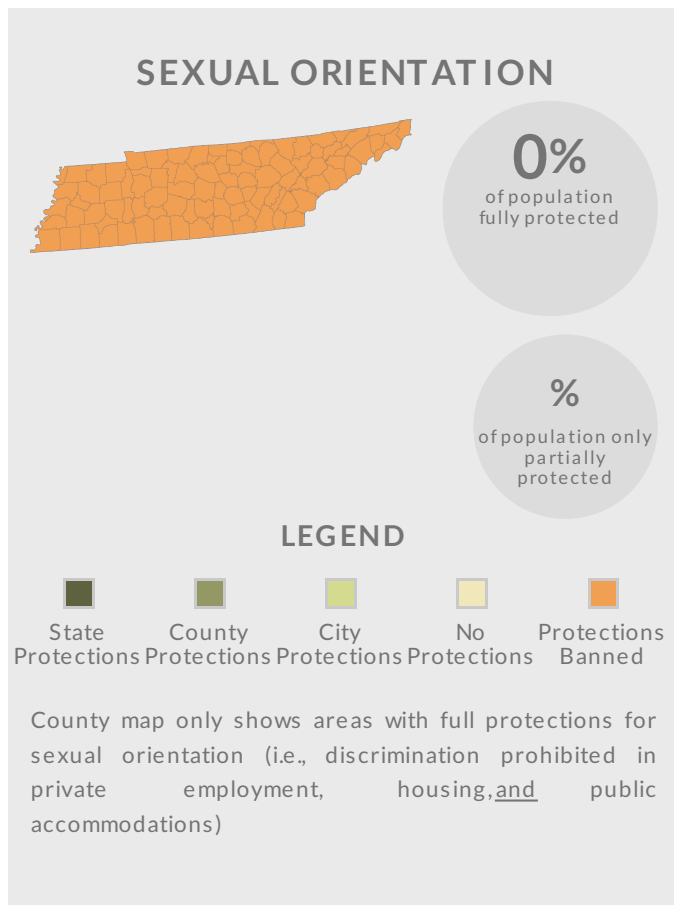 SEXUAL ORIENTATION
0%
of population
fully protected
%
of population only
partially
protected
LEGEND
State
Protections
County
Protections
City
Protections
No
Protections
Protections
Banned
County map only shows areas with full protections for
sexual orientation (i.e., discrimination prohibited in
private employment, housing, and public
accommodations)